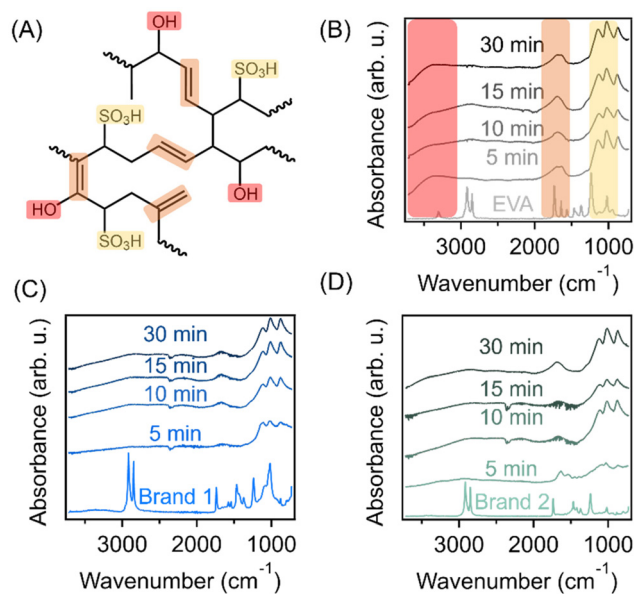 (A)
OH
SO₃H
SO₃H
HO
OH
SO₃H
(B)
Absorbance (arb. u.)
30 min
15 min
10 min
5 min
EVA
3000 2000 1000
Wavenumber (cm⁻¹)
(C)
Absorbance (arb. u.)
30 min
15 min
10 min
5 min
Brand 1
3000 2000 1000
Wavenumber (cm⁻¹)
(D)
Absorbance (arb. u.)
30 min
15 min
10 min
5 min
Brand 2
3000 2000 1000
Wavenumber (cm⁻¹)